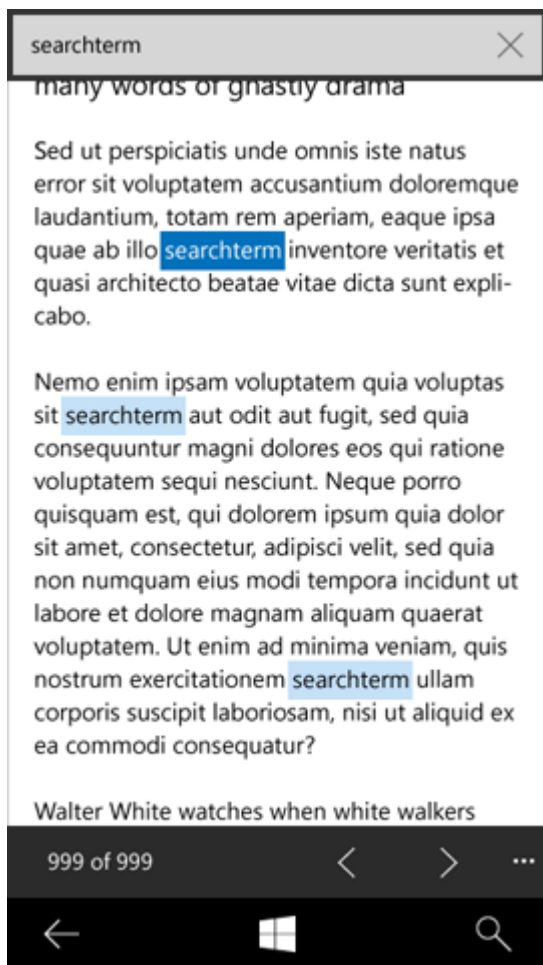 searchterm
many words of ghastly drama
Sed ut perspiciatis unde omnis iste natus
error sit voluptatem accusantium doloremque
laudantium, totam rem aperiam, eaque ipsa
quae ab illo searchterm inventore veritatis et
quasi architecto beatae vitae dicta sunt expli-
cabo.
Nemo enim ipsam voluptatem quia voluptas
sit searchterm aut odit aut fugit, sed quia
consequuntur magni dolores eos qui ratione
voluptatem sequi nesciunt. Neque porro
quisquam est, qui dolorem ipsum quia dolor
sit amet, consectetur, adipisci velit, sed quia
non numquam eius modi tempora incidunt ut
labore et dolore magnam aliquam quaerat
voluptatem. Ut enim ad minima veniam, quis
nostrum exercitationem searchterm ullam
corporis suscipit laboriosam, nisi ut aliquid ex
ea commodi consequatur?
Walter White watches when white walkers
999 of 999